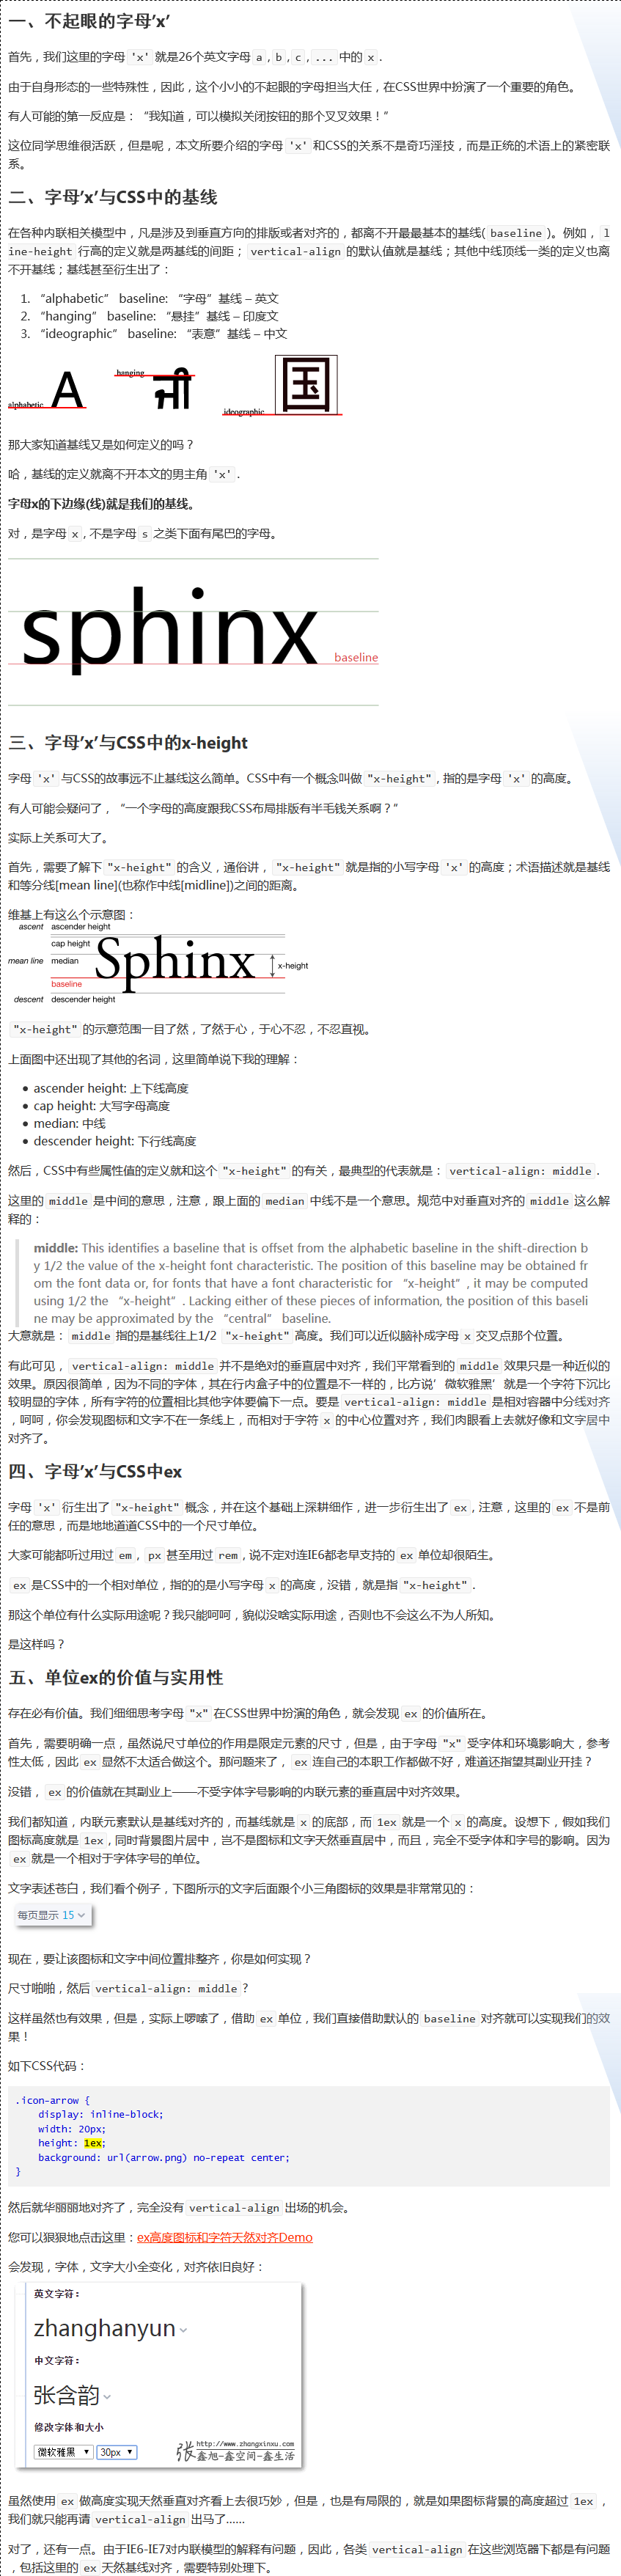 一、不起眼的字母’x’
首先，我们这里的字母 'x' 就是26个英文字母 a , b , c , ... 中的 x .
由于自身形态的一些特殊性，因此，这个小小的不起眼的字母担当大任，在CSS世界中扮演了一个重要的角色。
有人可能的第一反应是：“我知道，可以模拟关闭按钮的那个叉叉效果！”
这位同学思维很活跃，但是呢，本文所要介绍的字母 'x' 和CSS的关系不是奇巧淫技，而是正统的术语上的紧密联
系。
二、字母’x’与CSS中的基线
在各种内联相关模型中，凡是涉及到垂直方向的排版或者对齐的，都离不开最最基本的线(baseline)。例如， l
ine-height 行高的定义就是两基线的间距； vertical-align 的默认值就是基线；其他中线顶线一类的定义也离
不开基线；基线甚至衍生出了：
1. “alphabetic” baseline: “字母”基线 – 英文
2. “hanging” baseline: “悬挂”基线 – 印度文
3. “ideographic” baseline: “表意”基线 – 中文
alphabetic A hanging जी ideographic 国
那大家知道基线又是如何定义的吗？
哈，基线的定义就离不开本文的男主角 'x' .
字母x的下边缘(线)就是我们的基线。
对，是字母 x , 不是字母 s 之类下面有尾巴的字母。
sphinx baseline
三、字母’x’与CSS中的x-height
字母 'x' 与CSS的故事远不止基线这么简单。CSS中有一个概念叫做 "x-height" , 指的是字母 'x' 的高度。
有人可能会疑问了，“一个字母的高度跟我CSS布局排版有半毛钱关系啊？”
实际上关系可大了。
首先，需要了解下 "x-height" 的含义，通俗讲， "x-height" 就是指的小写字母 'x' 的高度；术语描述就是基线
和等分线[mean line](也称作中线[midline])之间的距离。
维基上有这么个示意图：
ascent ascender height
cap height
mean line median
Sphinx
x-height
baseline
descent descender height
"x-height" 的示意范围一目了然，了然于心，于心不忍，不忍直视。
上面图中还出现了其他的名词，这里简单说下我的理解：
● ascender height: 上下线高度
● cap height: 大写字母高度
● median: 中线
● descender height: 下行线高度
然后，CSS中有些属性值的定义就和这个 "x-height" 的有关，最典型的代表就是： vertical-align: middle .
这里的 middle 是中间的意思，注意，跟上面的 median 中线不是一个意思。规范中对垂直对齐的 middle 这么解
释的：
middle: This identifies a baseline that is offset from the alphabetic baseline in the shift-direction b
y 1/2 the value of the x-height font characteristic. The position of this baseline may be obtained fr
om the font data or, for fonts that have a font characteristic for “x-height”, it may be computed
using 1/2 the “x-height”. Lacking either of these pieces of information, the position of this baseli
ne may be approximated by the “central” baseline.
大意就是： middle 指的是基线往上1/2 "x-height" 高度。我们可以近似脑补成字母 x 交叉点那个位置。
有此可见， vertical-align: middle 并不是绝对的垂直居中对齐，我们平常看到的 middle 效果只是一种近似的
效果。原因很简单，因为不同的字体，其在行内盒子中的位置是不一样的，比方说’微软雅黑’就是一个字符下沉比
较明显的字体，所有字符的位置相比其他字体要偏下一点。要是 vertical-align: middle 是相对容器中分线对齐
，呵呵，你会发现图标和文字不在一条线上，而相对于字符 x 的中心位置对齐，我们肉眼看上去就好像和文字居中
对齐了。
四、字母’x’与CSS中ex
字母 'x' 衍生出了 "x-height" 概念，并在这个基础上深耕细作，进一步衍生出了 ex , 注意，这里的 ex 不是前
任的意思，而是地地道道CSS中的一个尺寸单位。
大家可能都听过用过 em , px 甚至用过 rem , 说不定对连IE6都老早支持的 ex 单位却很陌生。
ex 是CSS中的一个相对单位，指的的是小写字母 x 的高度，没错，就是指 "x-height" .
那这个单位有什么实际用途呢？我只能呵呵，貌似没啥实际用途，否则也不会这么不为人所知。
是这样吗？
五、单位ex的价值与实用性
存在必有价值。我们细细思考字母 "x" 在CSS世界中扮演的角色，就会发现 ex 的价值所在。
首先，需要明确一点，虽然说尺寸单位的作用是限定元素的尺寸，但是，由于字母 "x" 受字体和环境影响大，参考
性太低，因此 ex 显然不太适合做这个。那问题来了， ex 连自己的本职工作都做不好，难道还指望其副业开挂？
没错， ex 的价值就在其副业上——不受字体字号影响的内联元素的垂直居中对齐效果。
我们都知道，内联元素默认是基线对齐的，而基线就是 x 的底部，而 1ex 就是一个 x 的高度。设想下，假如我们
图标高度就是 1ex , 同时背景图片居中，岂不是图标和文字天然垂直居中，而且，完全不受字体和字号的影响。因为
ex 就是一个相对于字体字号的单位。
文字表述苍白，我们看个例子，下图所示的文字后面跟个小三角图标的效果是非常常见的：
每页显示 15
现在，要让该图标和文字中间位置排整齐，你是如何实现？
尺寸啪啪，然后 vertical-align: middle ?
这样虽然也有效果，但是，实际上啰嗦了，借助 ex 单位，我们直接借助默认的 baseline 对齐就可以实现我们的效
果！
如下CSS代码：
.icon-arrow {
display: inline-block;
width: 20px;
height: 1ex;
background: url(arrow.png) no-repeat center;
}
然后就华丽丽地对齐了，完全没有 vertical-align 出场的机会。
您可以狠狠地点击这里：ex高度图标和字符天然对齐Demo
会发现，字体，文字大小全变化，对齐依旧良好：
英文字符：
zhanghanyun
中文字符：
张含韵
修改字体和大小
微软雅黑 30px
张 http://www.zhangxinxu.com
鑫旭-鑫空间-鑫生活
虽然使用 ex 做高度实现天然垂直对齐看上去很巧妙，但是，也是有局限的，就是如果图标背景的高度超过 1ex ，
我们就只能再请 vertical-align 出马了……
对了，还有一点。由于IE6-IE7对内联模型的解释有问题，因此，各类 vertical-align 在这些浏览器下都是有问题
，包括这里的 ex 天然基线对齐，需要特别处理下。